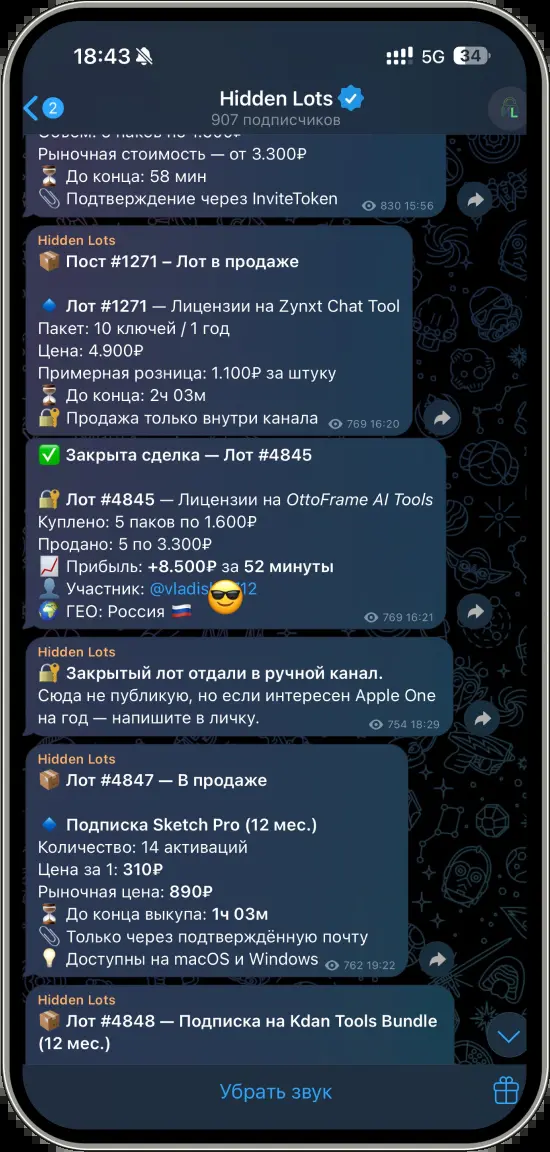 18:43
5G
34
2
Hidden Lots
907 подписчиков
L
Рыночная стоимость — от 3.300₽
До конца: 58 мин
Подтверждение через InviteToken
830 15:56
Hidden Lots
Пост #1271 – Лот в продаже
Лот #1271 — Лицензии на Zynxt Chat Tool
Пакет: 10 ключей / 1 год
Цена: 4.900₽
Примерная розница: 1.100₽ за штуку
До конца: 2ч 03м
Продажа только внутри канала
769 16:20
Закрыта сделка — Лот #4845
Лот #4845 — Лицензии на OttoFrame AI Tools
Куплено: 5 паков по 1.600₽
Продано: 5 по 3.300₽
Прибыль: +8.500₽ за 52 минуты
Участник:
ГЕО: Россия
769 16:21
Hidden Lots
Закрытый лот отдали в ручной канал.
Сюда не публикую, но если интересен Apple One
на год — напишите в личку.
754 18:29
Hidden Lots
Лот #4847 — В продаже
Подписка Sketch Pro (12 мес.)
Количество: 14 активаций
Цена за 1: 310₽
Рыночная цена: 890₽
До конца выкупа: 1ч 03м
Только через подтверждённую почту
Доступны на macOS и Windows
762 19:22
Hidden Lots
Лот #4848 — Подписка на Kdan Tools Bundle
(12 мес.)
Убрать звук